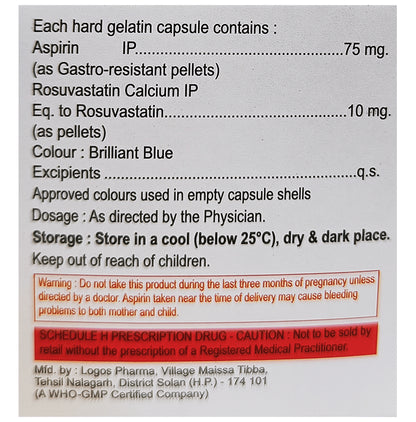 Each hard gelatin capsule contains :
Aspirin IP......................................75 mg.
(as Gastro-resistant pellets)
Rosuvastatin Calcium IP
Eq. to Rosuvastatin.................................10 mg.
(as pellets)
Colour : Brilliant Blue
Excipients ..............................................q.s.
Approved colours used in empty capsule shells
Dosage : As directed by the Physician.
Storage : Store in a cool (below 25°C), dry & dark place.
Keep out of reach of children.
Warning : Do not take this product during the last three months of pregnancy unless
directed by a doctor. Aspirin taken near the time of delivery may cause bleeding
problems to both mother and child.
SCHEDULE H PRESCRIPTION DRUG - CAUTION : Not to be sold by
retail without the prescription of a Registered Medical Practitioner.
Mfd. by : Logos Pharma, Village Maissa Tibba,
Tehsil Nalagarh, District Solan (H.P.) - 174 101
(A WHO-GMP Certified Company)